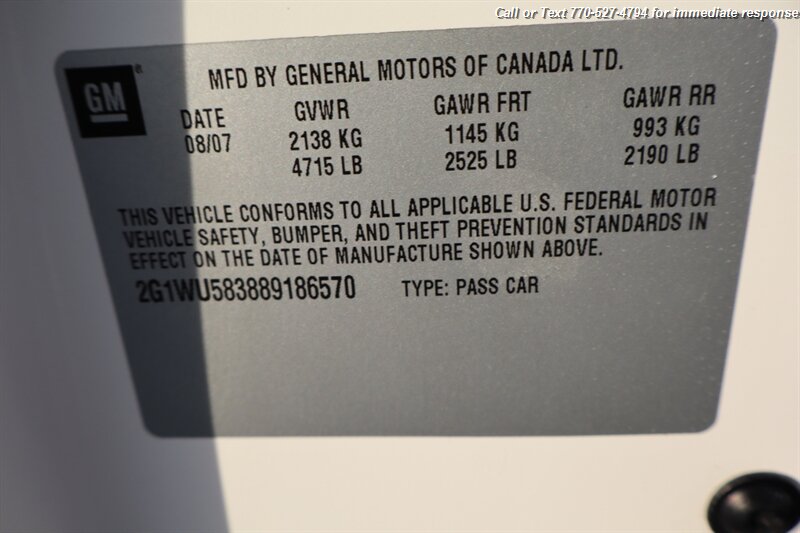 Call or Text 770-527-4794 for immediate response
GM
MFD BY GENERAL MOTORS OF CANADA LTD.
DATE GVWR GAWR FRT GAWR RR
08/07 2138 KG 1145 KG 993 KG
4715 LB 2525 LB 2190 LB
THIS VEHICLE CONFORMS TO ALL APPLICABLE U.S. FEDERAL MOTOR
VEHICLE SAFETY, BUMPER, AND THEFT PREVENTION STANDARDS IN
EFFECT ON THE DATE OF MANUFACTURE SHOWN ABOVE.
2G1WU583889186570 TYPE: PASS CAR